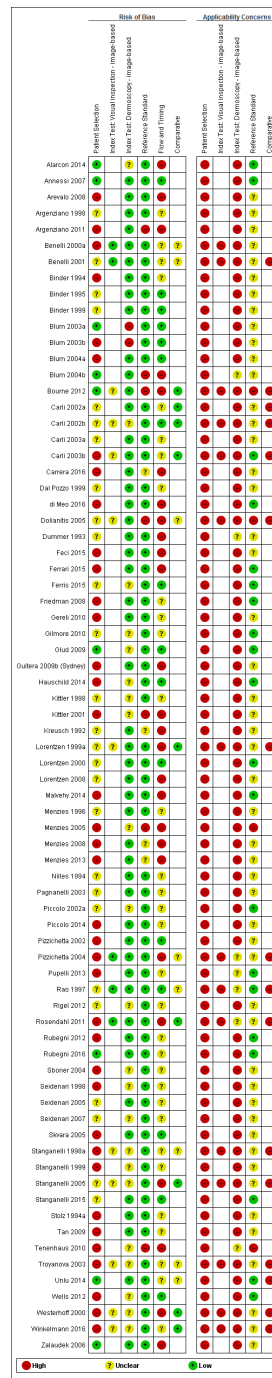 Risk of Bias
Applicability Concerns
Patient Selection
Index Test: Visual inspection - image-based
Index Test: Dermoscopy - image-based
Reference Standard
Flow and Timing
Comparative
Patient Selection
Index Test: Visual inspection - image-based
Index Test: Dermoscopy - image-based
Reference Standard
Comparative
Alarcon 2014
Annessi 2007
Arevalo 2008
Argenziano 1998
Argenziano 2011
Benelli 2000a
Benelli 2001
Binder 1994
Binder 1995
Binder 1999
Blum 2003a
Blum 2003b
Blum 2004a
Blum 2004b
Bourne 2012
Carli 2002a
Carli 2002b
Carli 2003a
Carli 2003b
Carrera 2016
Dal Pozzo 1999
di Meo 2016
Dolianitis 2005
Dummer 1993
Feci 2015
Ferrari 2015
Ferris 2015
Friedman 2008
Gereli 2010
Gilmore 2010
Glud 2009
Guitera 2009b (Sydney)
Hauschild 2014
Kittler 1998
Kittler 2001
Kreusch 1992
Lorentzen 1999a
Lorentzen 2000
Lorentzen 2008
Malvehy 2014
Menzies 1996
Menzies 2005
Menzies 2008
Menzies 2013
Nilles 1994
Pagnanelli 2003
Piccolo 2002a
Piccolo 2014
Pizzichetta 2002
Pizzichetta 2004
Pupelli 2013
Rao 1997
Rigel 2012
Rosendahl 2011
Rubegni 2012
Rubegni 2016
Sboner 2004
Seidenari 1998
Seidenari 2005
Seidenari 2007
Skvara 2005
Stanganelli 1998a
Stanganelli 1999
Stanganelli 2005
Stanganelli 2015
Stolz 1994a
Tan 2009
Tenenhaus 2010
Troyanova 2003
Unlu 2014
Wells 2012
Westerhoff 2000
Winkelmann 2016
Zalaudek 2006
High
? Unclear
+ Low